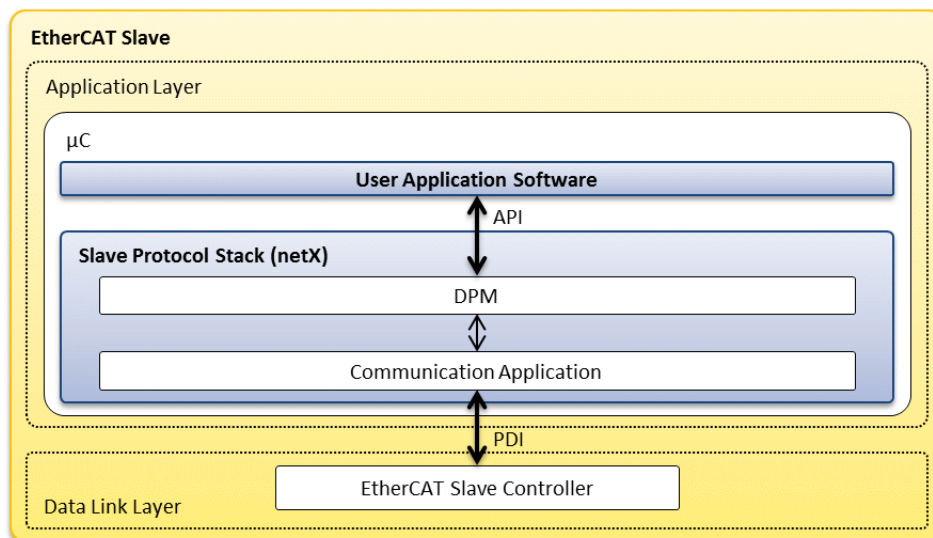 EtherCAT Slave
Application Layer
µC
User Application Software
API
Slave Protocol Stack (netX)
DPM
Communication Application
PDI
EtherCAT Slave Controller
Data Link Layer